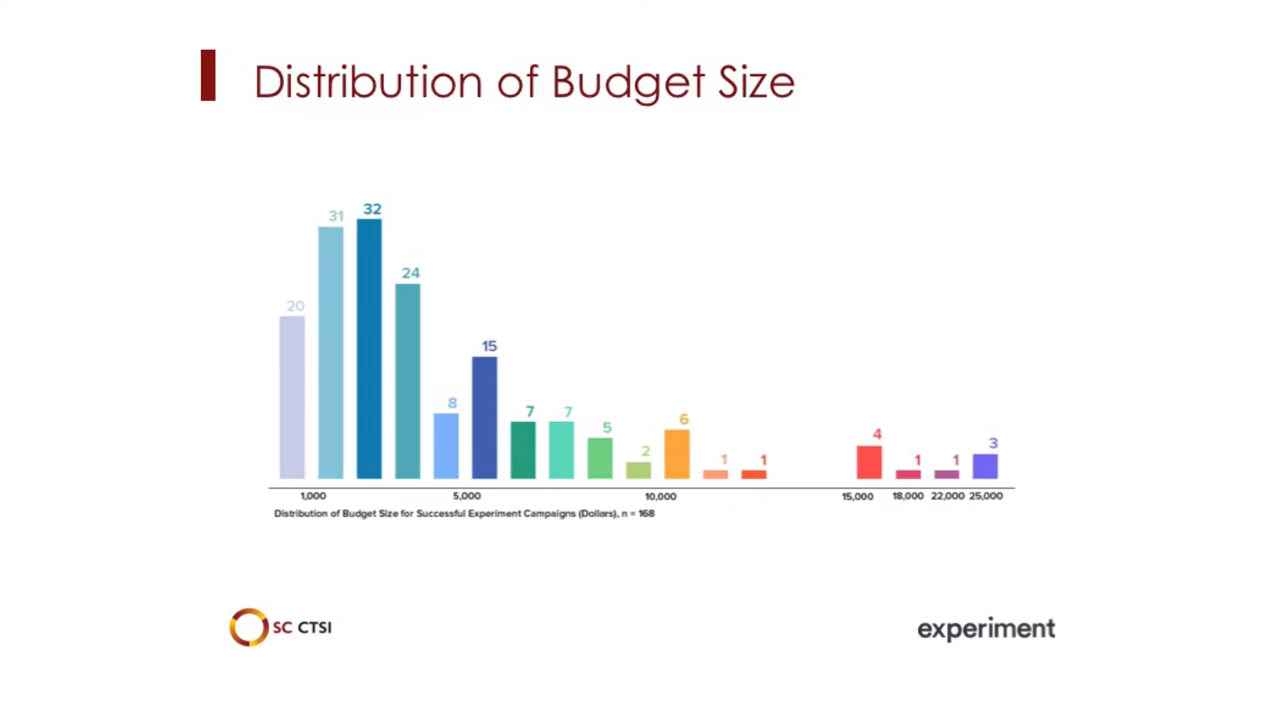 Distribution of Budget Size
20 31 32 24 8 15 7 7 5 2 6 1 1 4 1 1 3
1,000 5,000 10,000 15,000 18,000 22,000 25,000
Distribution of Budget Size for Successful Experiment Campaigns (Dollars), n = 168
SC CTSI
experiment